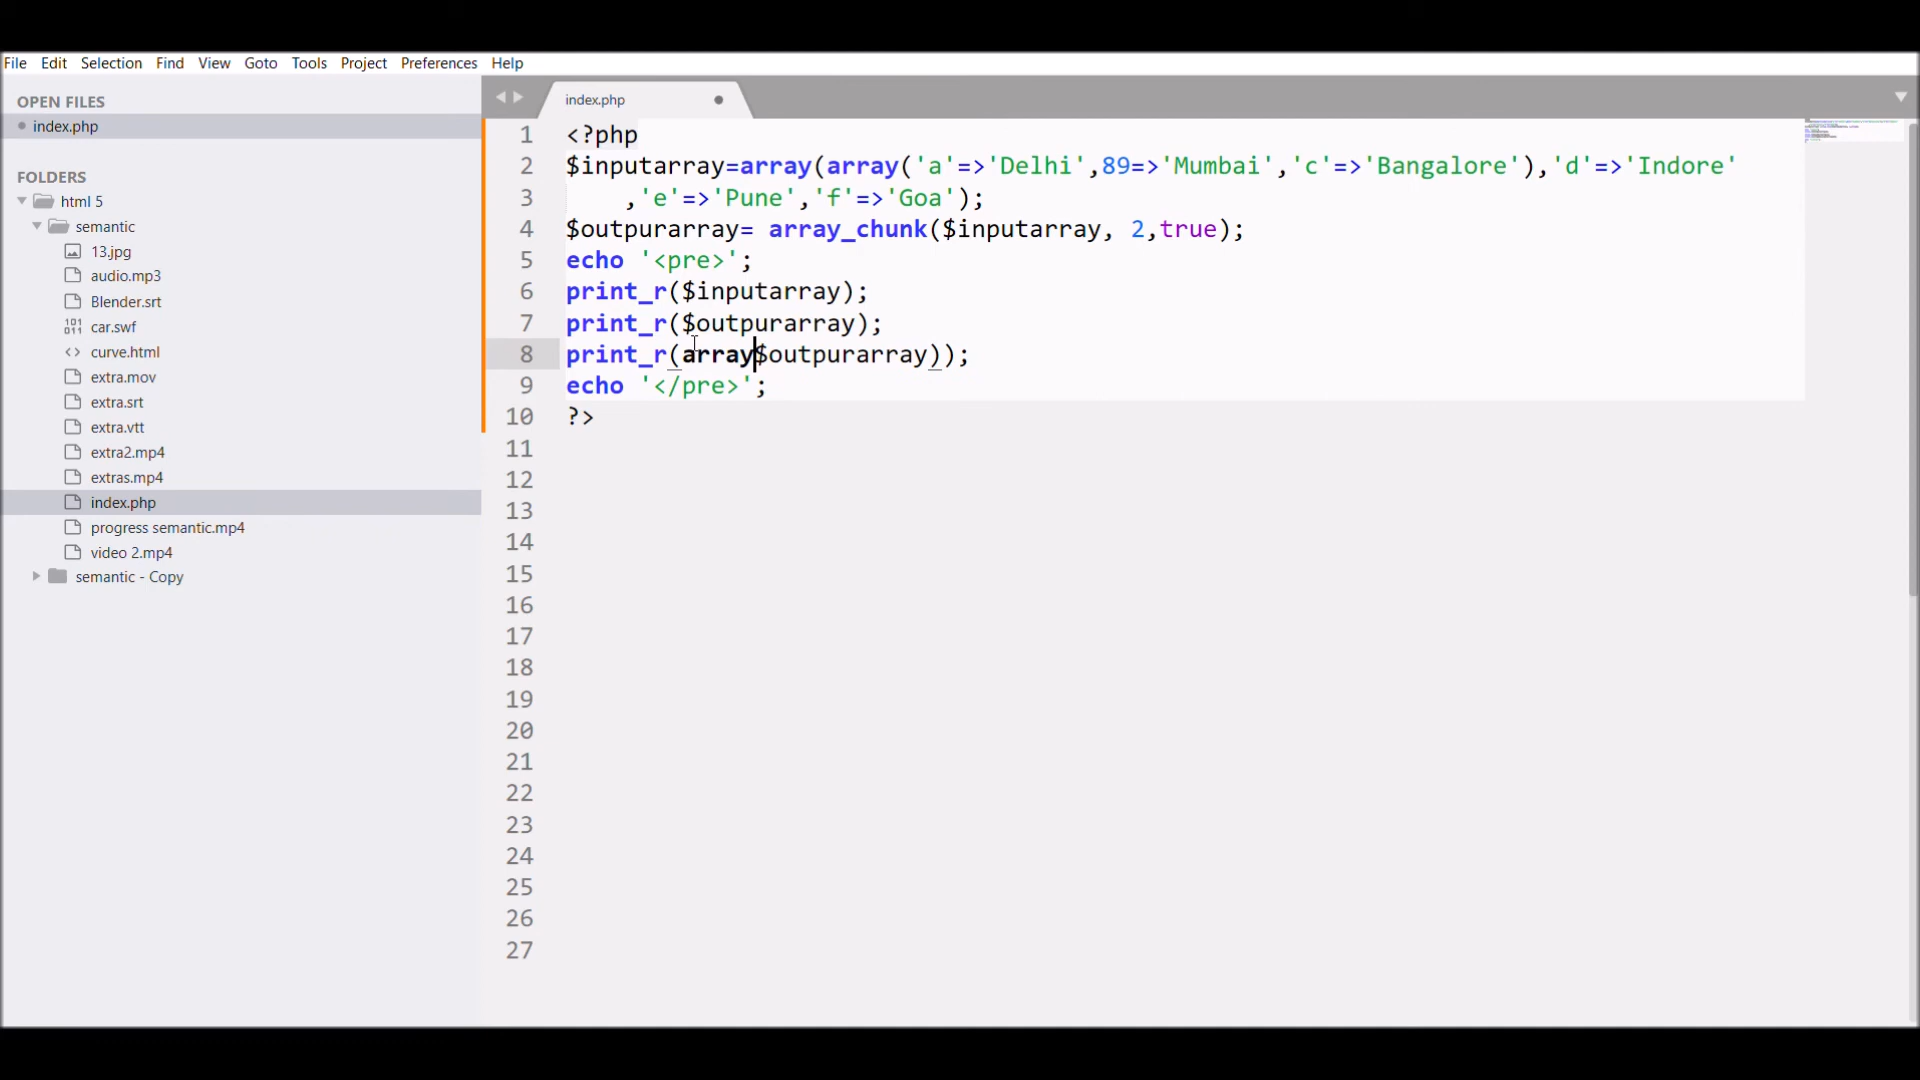 File Edit Selection Find View Goto Tools Project Preferences Help
OPEN FILES
index.php
FOLDERS
html 5
semantic
13.jpg
audio.mp3
Blender.srt
car.swf
curve.html
extra.mov
extra.srt
extra.vtt
extra2.mp4
extras.mp4
index.php
progress semantic.mp4
video 2.mp4
semantic - Copy
index.php
1 <?php
2 $inputarray=array(array('a'=>'Delhi',89=>'Mumbai','c'=>'Bangalore'),'d'=>'Indore'
3 ,'e'=>'Pune','f'=>'Goa');
4 $outpurarray= array_chunk($inputarray, 2,true);
5 echo '<pre>';
6 print_r($inputarray);
7 print_r($outpurarray);
8 print_r(array$outpurarray));
9 echo '</pre>';
10 ?>
11
12
13
14
15
16
17
18
19
20
21
22
23
24
25
26
27